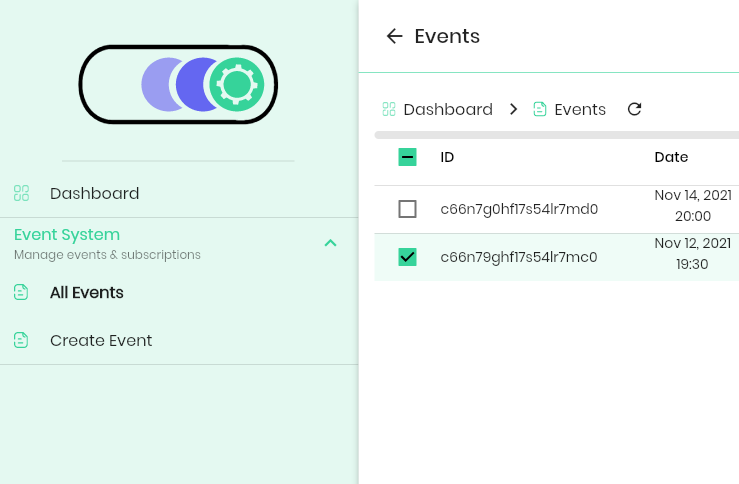 Dashboard
Event System
Manage events & subscriptions
All Events
Create Event
Events
Dashboard
Events
ID
Date
c66n7g0hf17s54lr7md0
Nov 14, 2021
20:00
c66n79ghf17s54lr7mc0
Nov 12, 2021
19:30